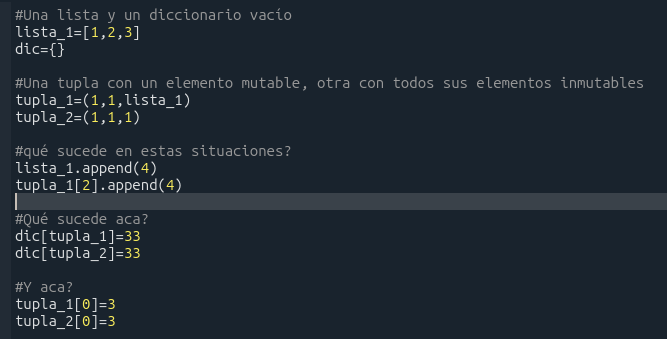 #Una lista y un diccionario vacío
lista_1=[1,2,3]
dic={}
#Una tupla con un elemento mutable, otra con todos sus elementos inmutables
tupla_1=(1,1,lista_1)
tupla_2=(1,1,1)
#qué sucede en estas situaciones?
lista_1.append(4)
tupla_1[2].append(4)
#Qué sucede aca?
dic[tupla_1]=33
dic[tupla_2]=33
#Y aca?
tupla_1[0]=3
tupla_2[0]=3